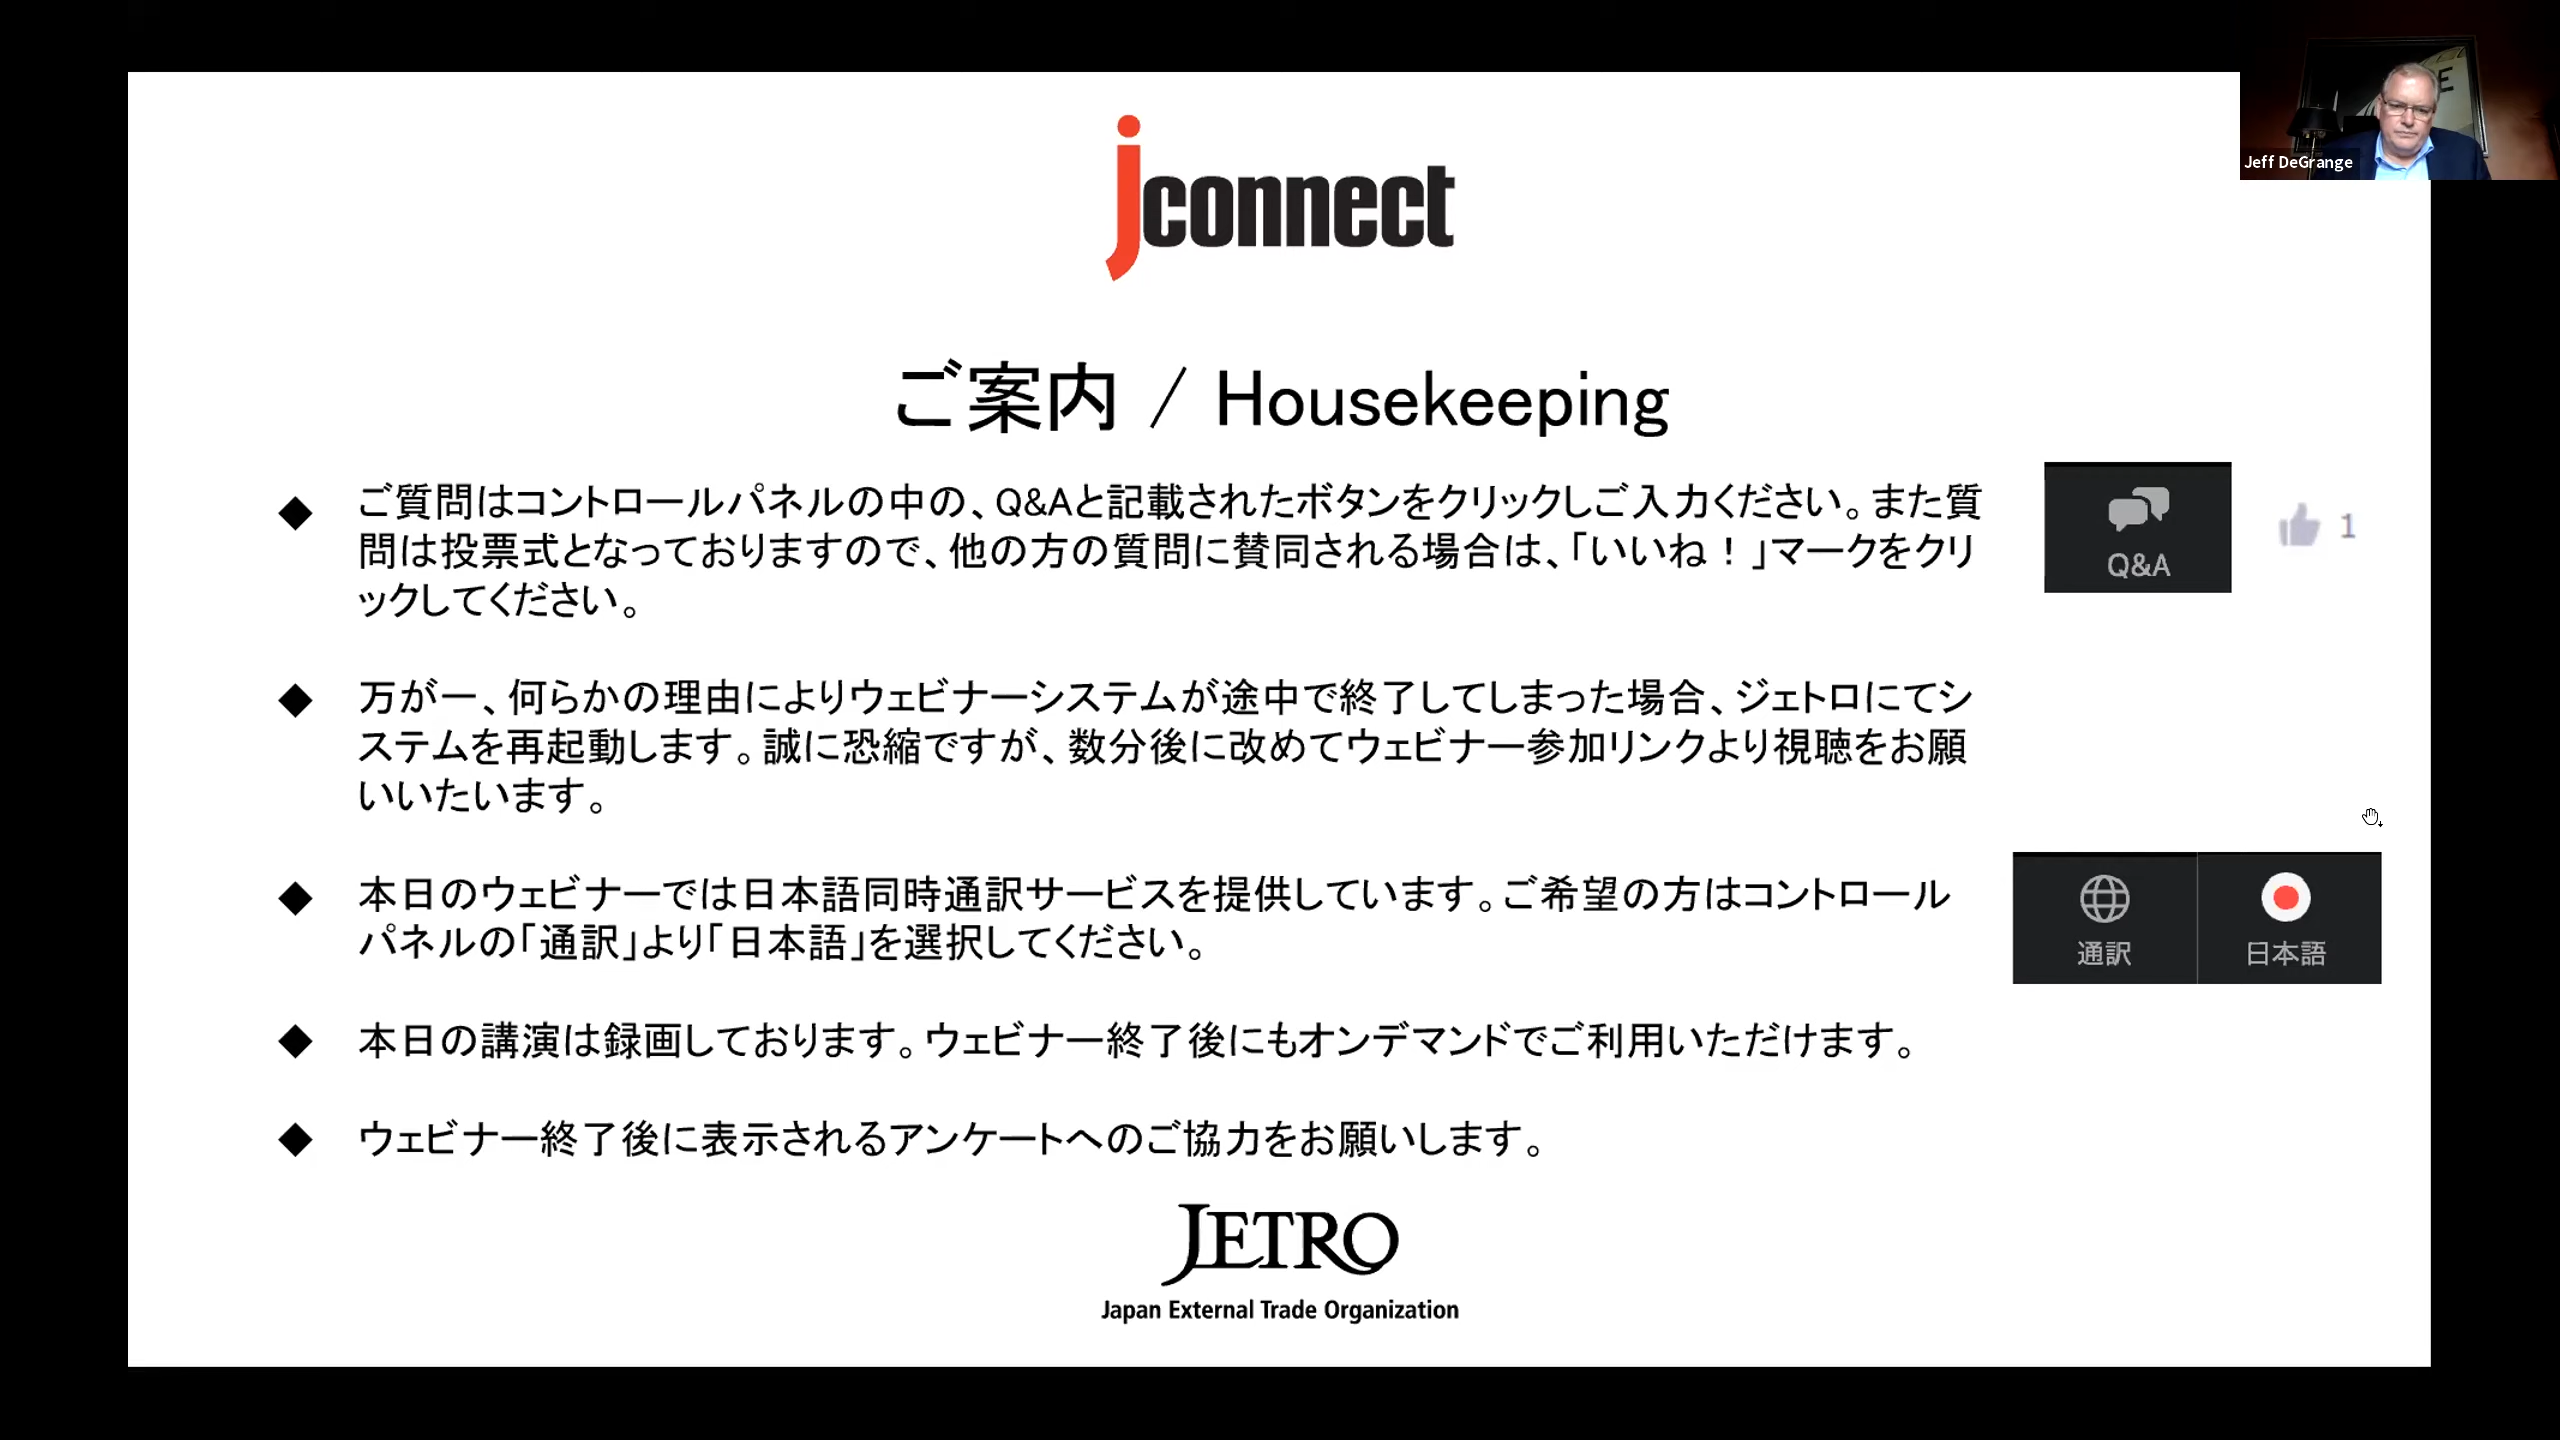 Jeff DeGrange
jconnect
ご案内 / Housekeeping
◆ ご質問はコントロールパネルの中の、Q&Aと記載されたボタンをクリックしご入力ください。また質
問は投票式となっておりますので、他の方の質問に賛同される場合は、「いいね！」マークをクリ
ックしてください。
Q&A
1
◆ 万が一、何らかの理由によりウェビナーシステムが途中で終了してしまった場合、ジェトロにてシ
ステムを再起動します。誠に恐縮ですが、数分後に改めてウェビナー参加リンクより視聴をお願
いいたいます。
◆ 本日のウェビナーでは日本語同時通訳サービスを提供しています。ご希望の方はコントロール
パネルの「通訳」より「日本語」を選択してください。
通訳 日本語
◆ 本日の講演は録画しております。ウェビナー終了後にもオンデマンドでご利用いただけます。
◆ ウェビナー終了後に表示されるアンケートへのご協力をお願いします。
JETRO
Japan External Trade Organization